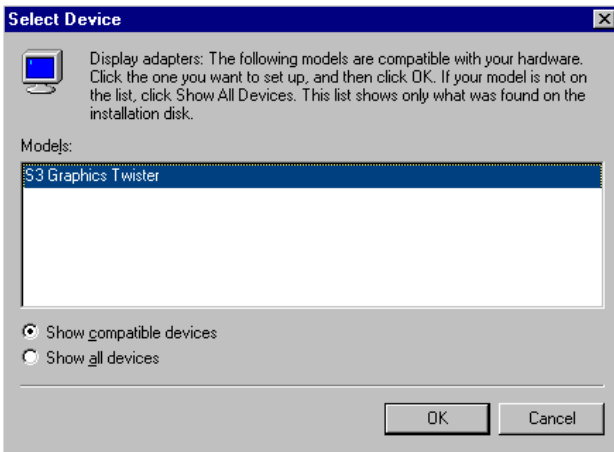 Select Device
Display adapters: The following models are compatible with your hardware.
Click the one you want to set up, and then click OK. If your model is not on
the list, click Show All Devices. This list shows only what was found on the
installation disk.
Models:
S3 Graphics Twister
Show compatible devices
Show all devices
OK
Cancel